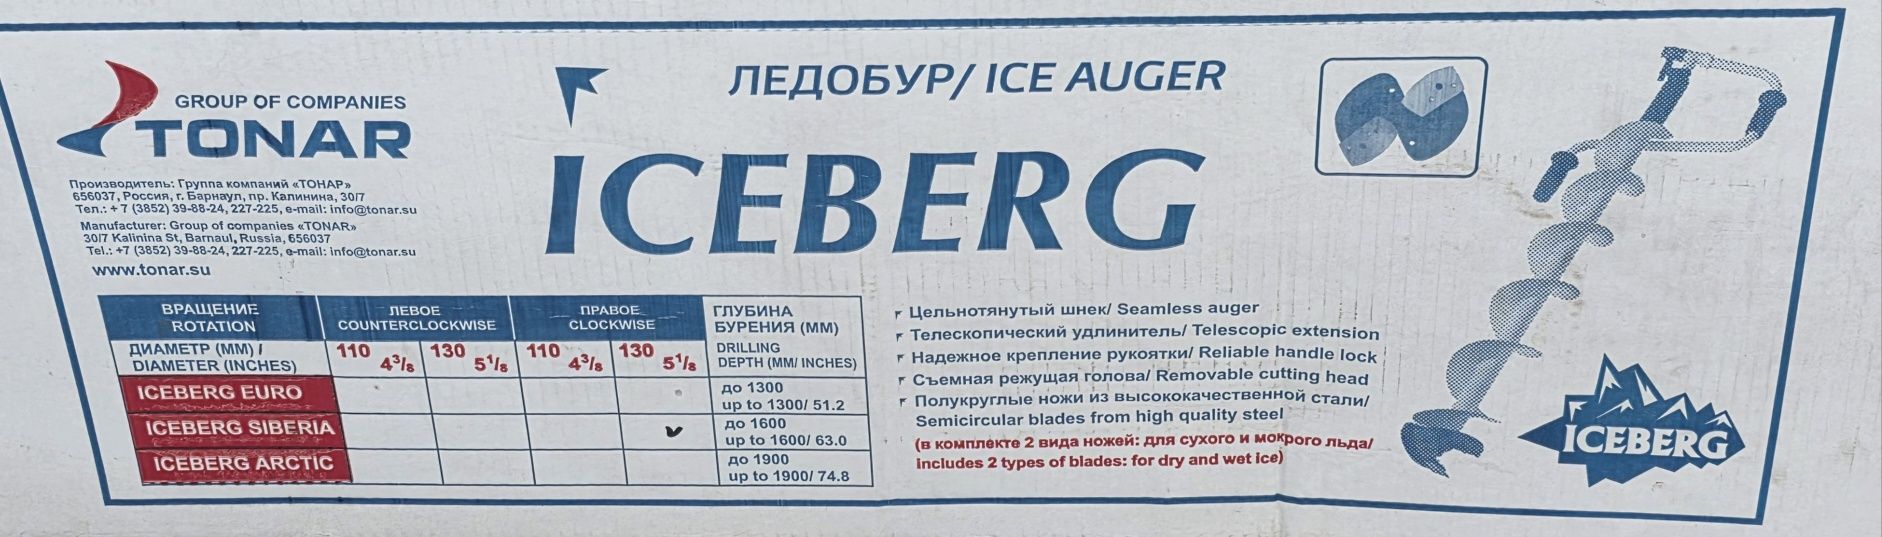 GROUP OF COMPANIES
TONAR
Производитель: Группа компаний «ТОНАР»
656037, Россия, г. Барнаул, пр. Калинина, 30/7
Тел.: + 7 (3852) 39-88-24, 227-225, e-mail: info@tonar.su
Manufacturer: Group of companies «TONAR»
30/7 Kalinina St, Barnaul, Russia, 656037
Tel.: +7 (3852) 39-88-24, 227-225, e-mail: info@tonar.su
www.tonar.su
ЛЕДОБУР/ ICE AUGER
ICEBERG
ВРАЩЕНИЕ ЛЕВОЕ ПРАВОЕ ГЛУБИНА
ROTATION COUNTERCLOCKWISE CLOCKWISE БУРЕНИЯ (ММ)
ДИАМЕТР (ММ) / 110 130 110 130 DRILLING
DIAMETER (INCHES) 4 3/8 5 1/8 4 3/8 5 1/8 DEPTH (MM/ INCHES)
ICEBERG EURO до 1300
up to 1300/ 51.2
ICEBERG SIBERIA до 1600
up to 1600/ 63.0
ICEBERG ARCTIC до 1900
up to 1900/ 74.8
Цельнотянутый шнек/ Seamless auger
Телескопический удлинитель/ Telescopic extension
Надежное крепление рукоятки/ Reliable handle lock
Съемная режущая голова/ Removable cutting head
Полукруглые ножи из высококачественной стали/
Semicircular blades from high quality steel
(в комплекте 2 вида ножей: для сухого и мокрого льда/
includes 2 types of blades: for dry and wet ice)
ICEBERG